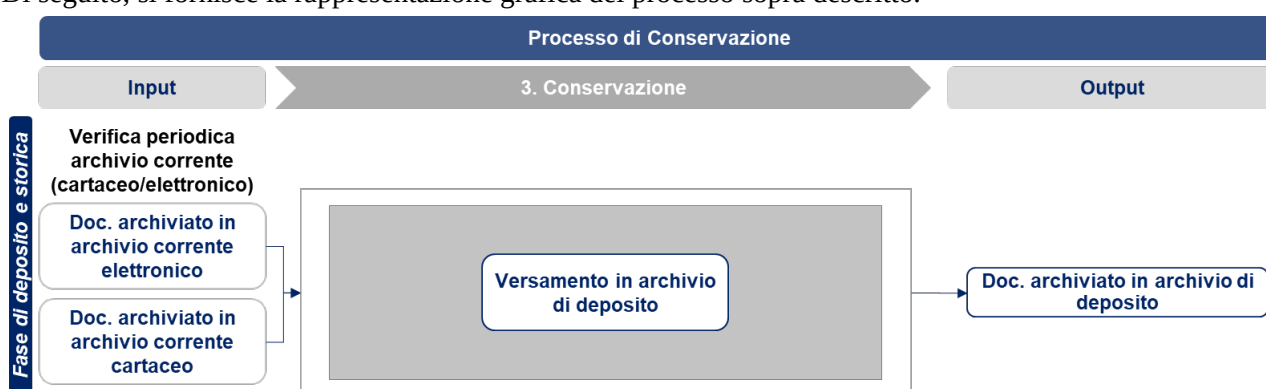 Di seguito, si fornisce la rappresentazione grafica del processo sopra descritto.
Processo di Conservazione
Input
3. Conservazione
Output
Fase di deposito e storica
Verifica periodica
archivio corrente
(cartaceo/elettronico)
Doc. archiviato in
archivio corrente
elettronico
Doc. archiviato in
archivio corrente
cartaceo
Versamento in archivio
di deposito
Doc. archiviato in archivio di
deposito